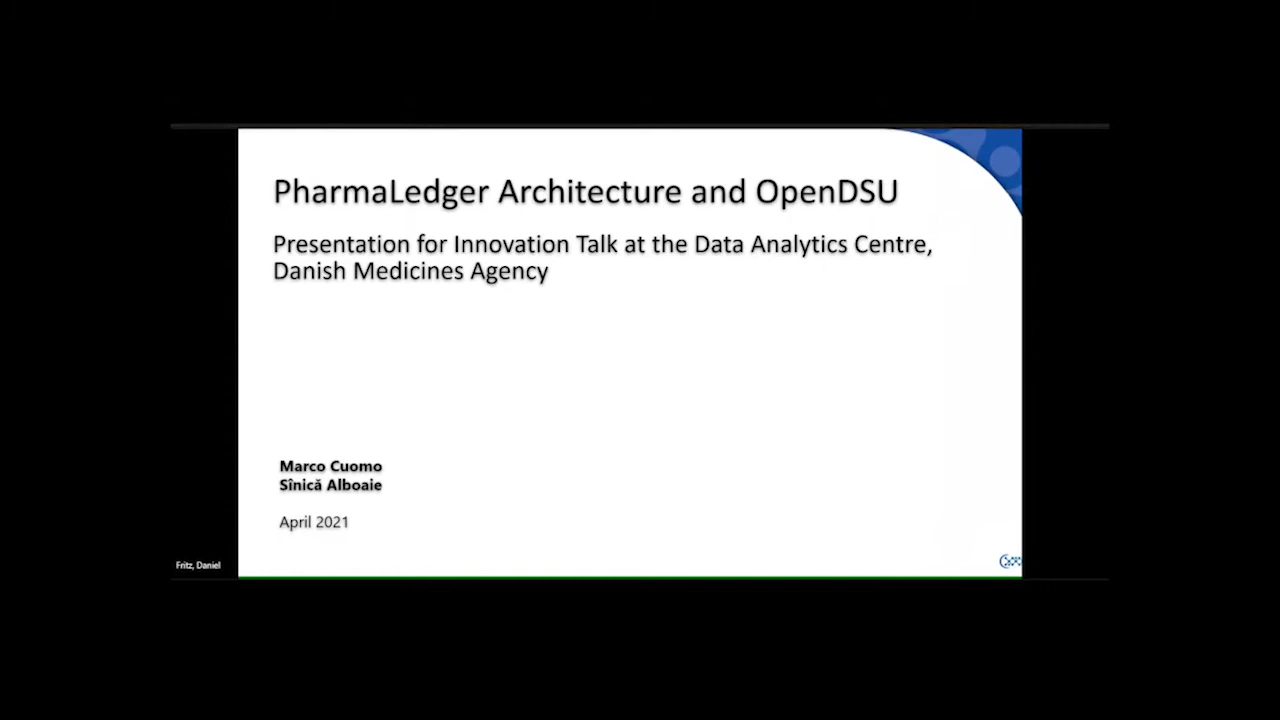 PharmaLedger Architecture and OpenDSU
Presentation for Innovation Talk at the Data Analytics Centre,
Danish Medicines Agency
Marco Cuomo
Sînică Alboaie
April 2021
Fritz, Daniel